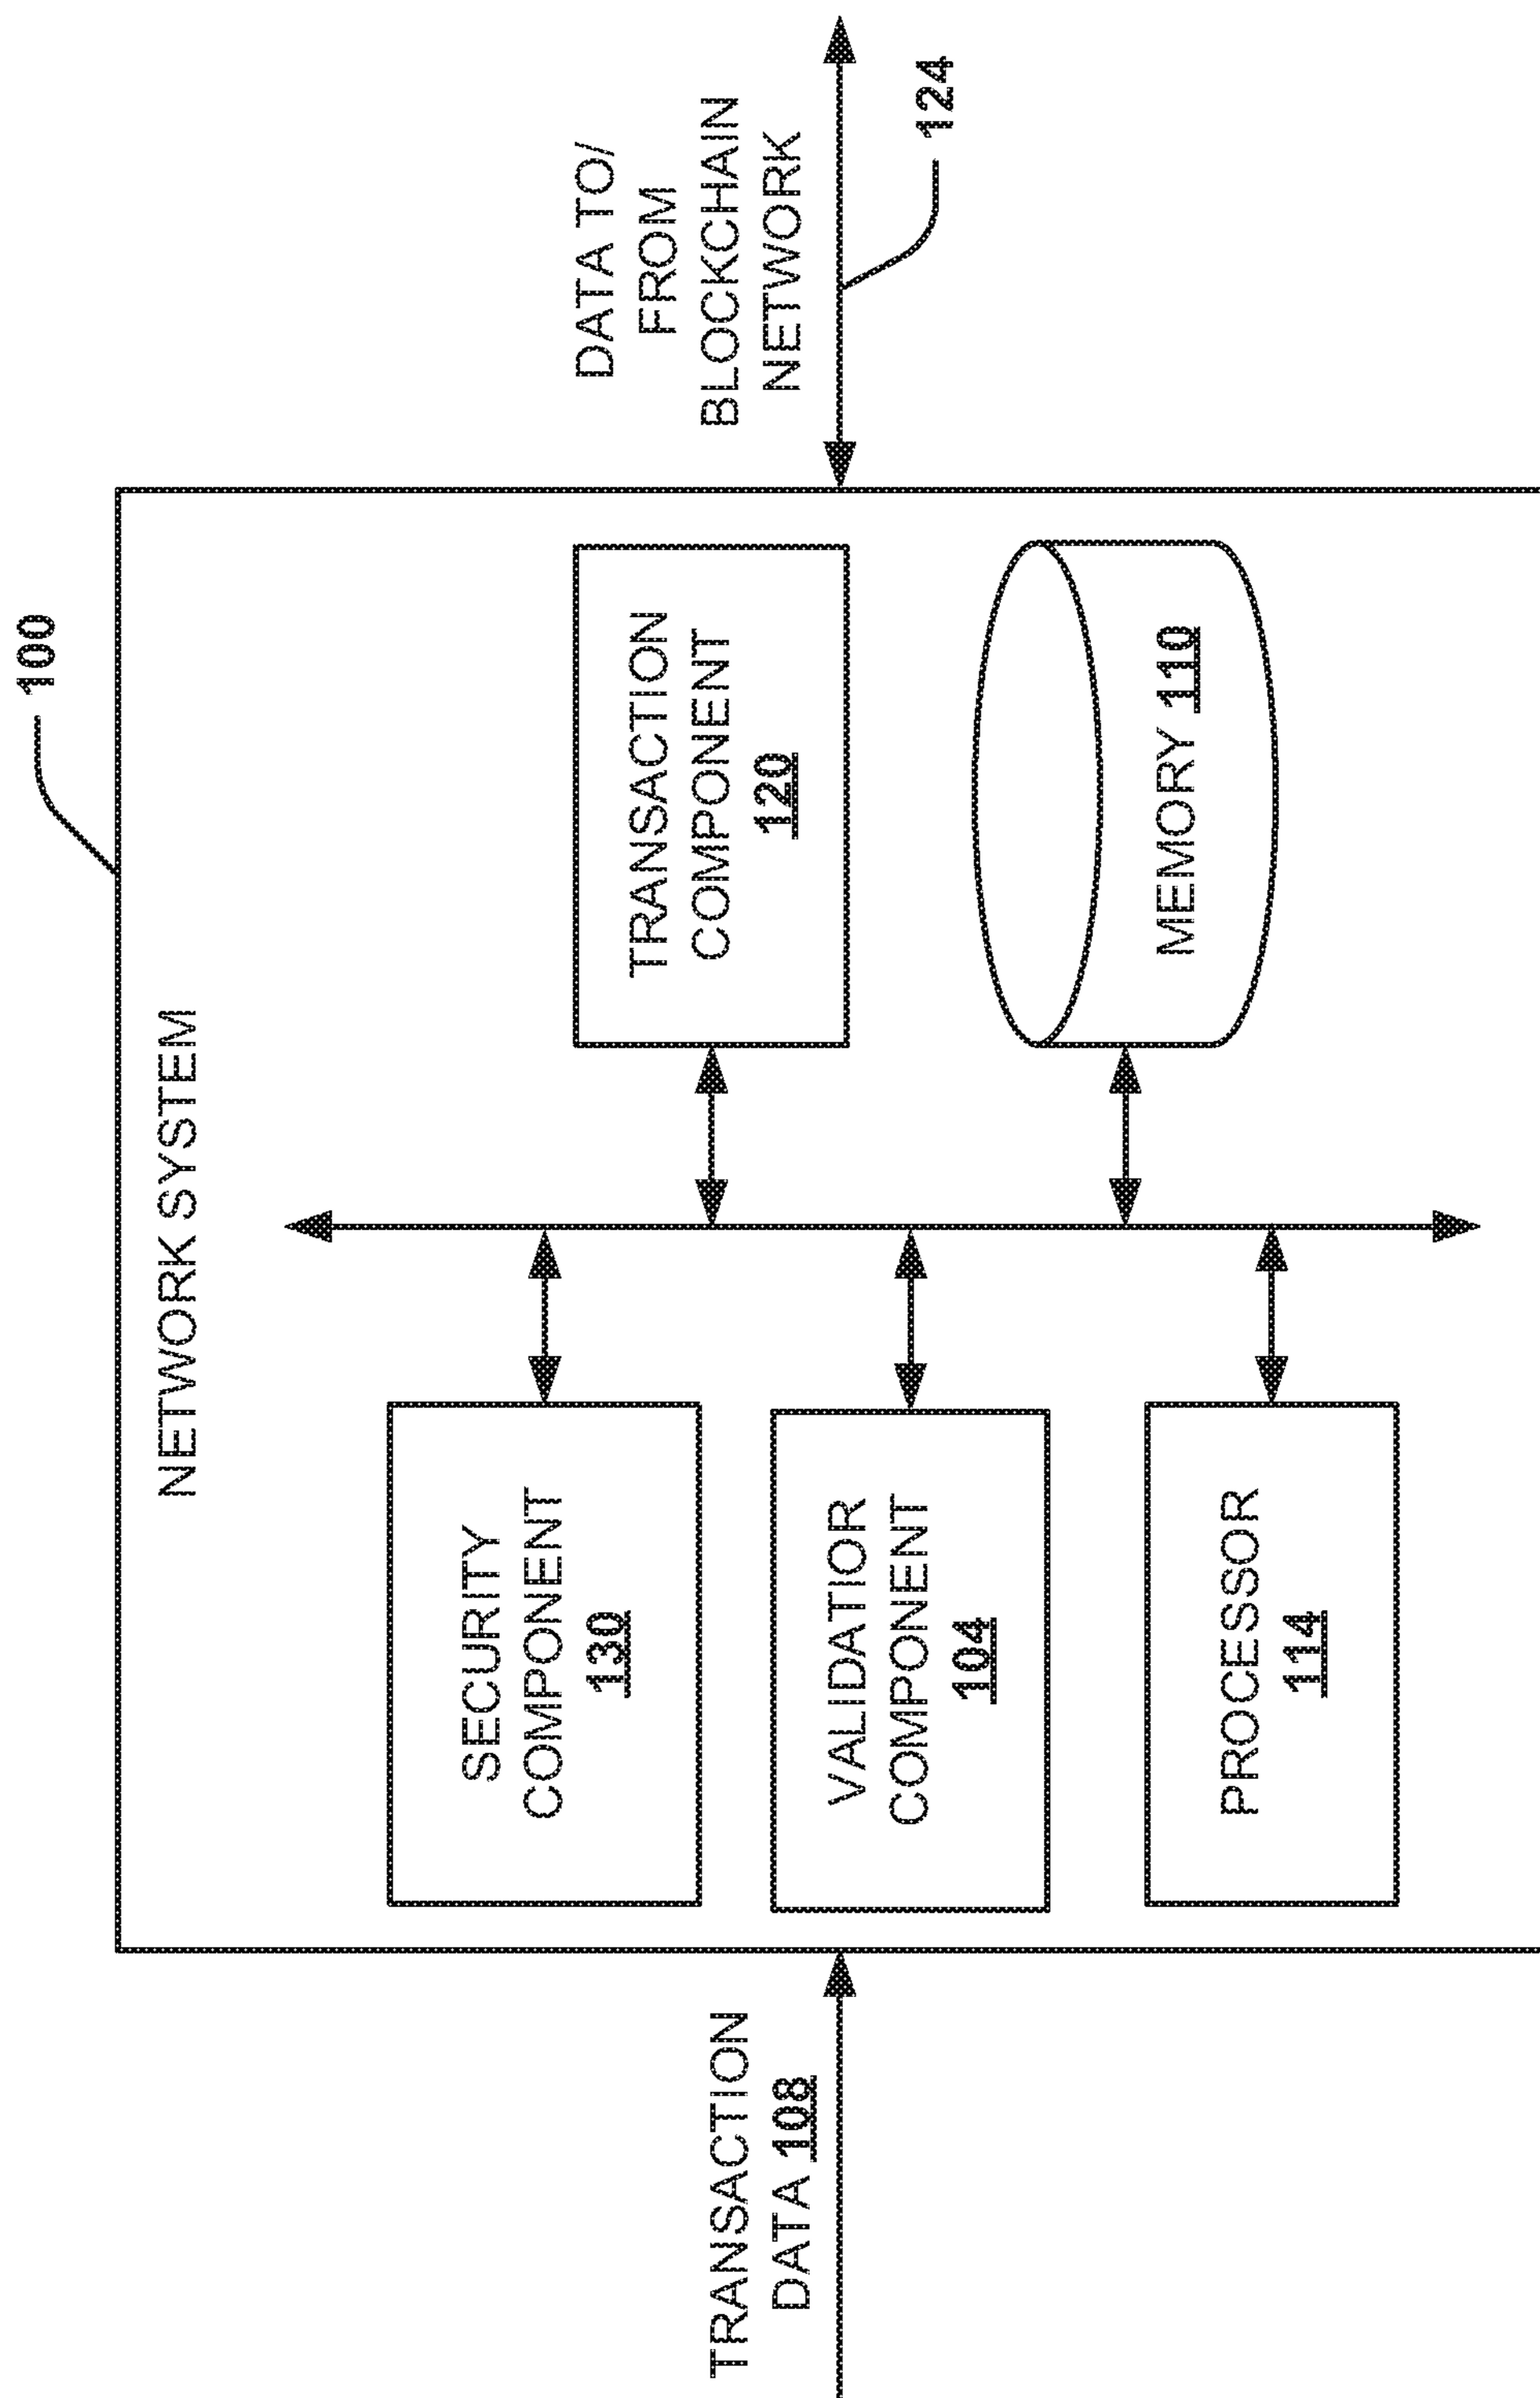 100
NETWORK SYSTEM
SECURITY
COMPONENT
130
TRANSACTION
COMPONENT
120
DATA TO/
FROM
BLOCKCHAIN
NETWORK
124
TRANSACTION
DATA 108
VALIDATION
COMPONENT
104
MEMORY 110
PROCESSOR
114